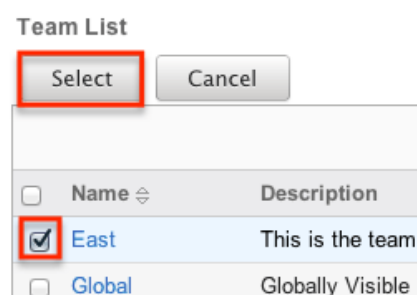 Team List
Select Cancel
Name Description
East This is the team
Global Globally Visible